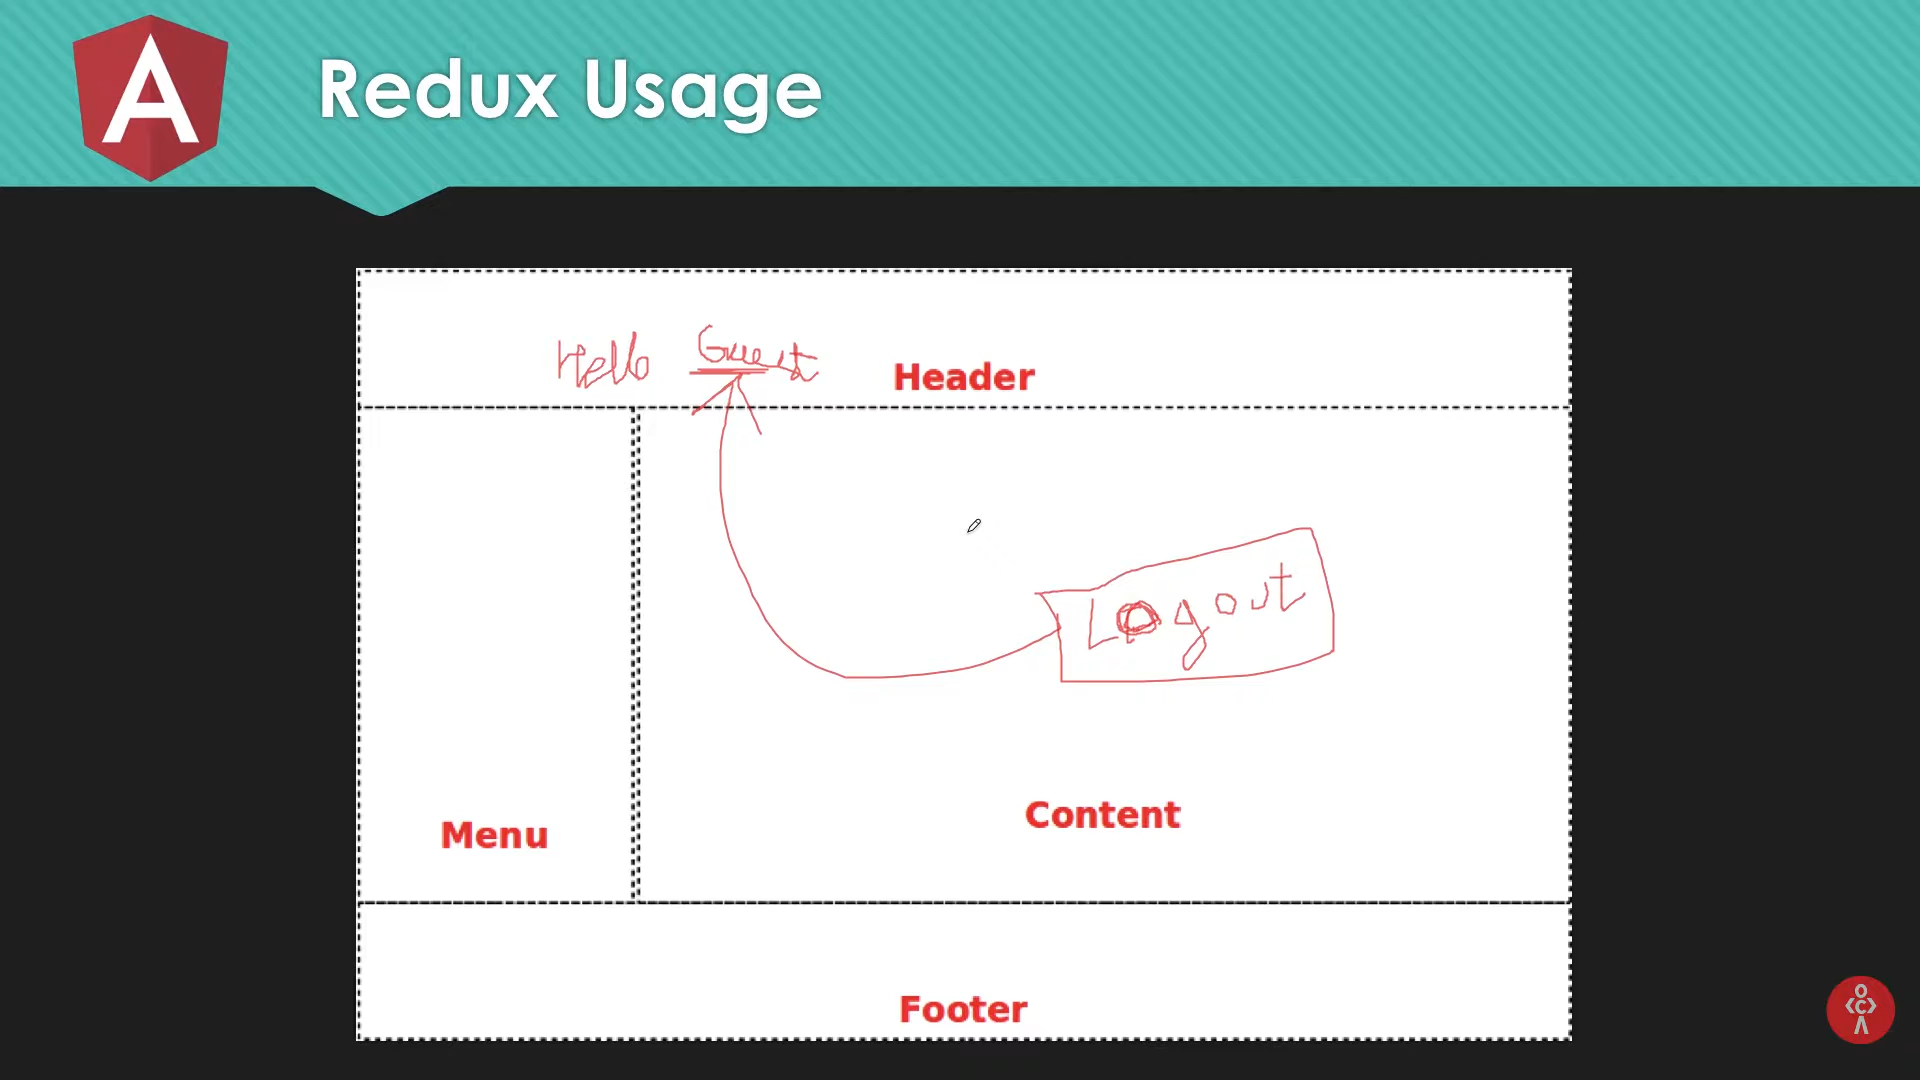 Redux Usage
Hello Guest
Header
Logout
Content
Menu
Footer